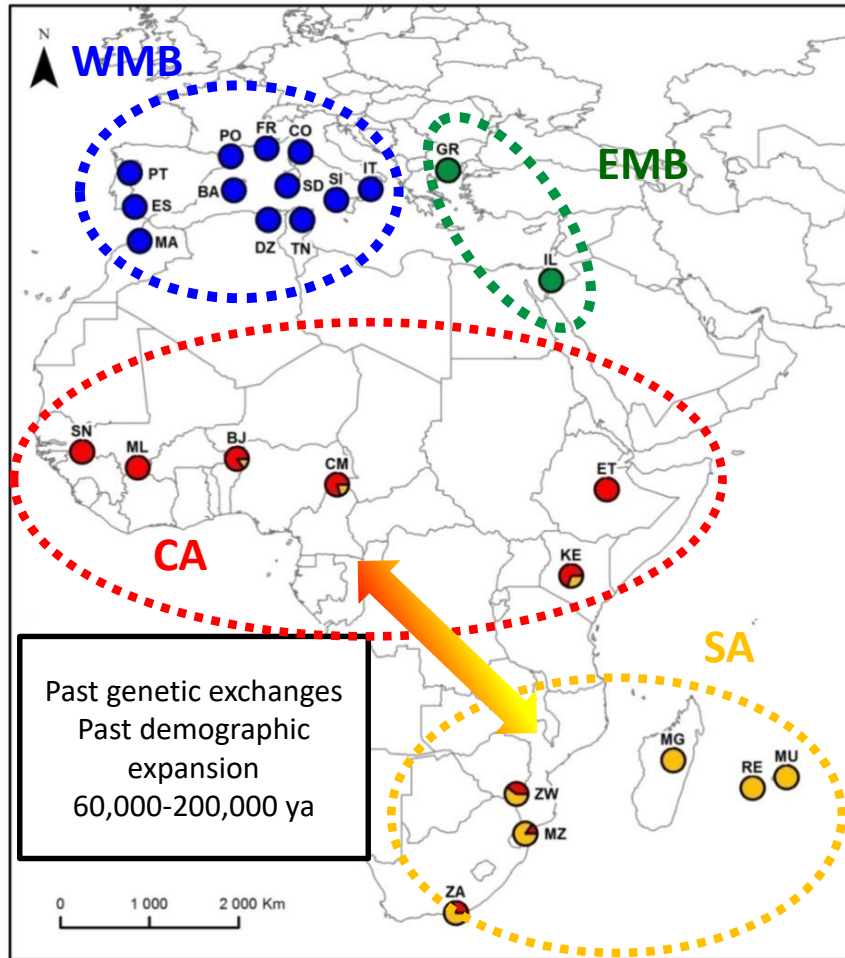 N
WMB
FR
CO
PO
GR
EMB
PT
BA
SD
SI
IT
ES
MA
DZ
TN
IL
SN
ML
BJ
CM
ET
CA
KE
SA
Past genetic exchanges
Past demographic
expansion
60,000-200,000 ya
MG
RE
MU
ZW
MZ
ZA
0 1 000 2 000 Km